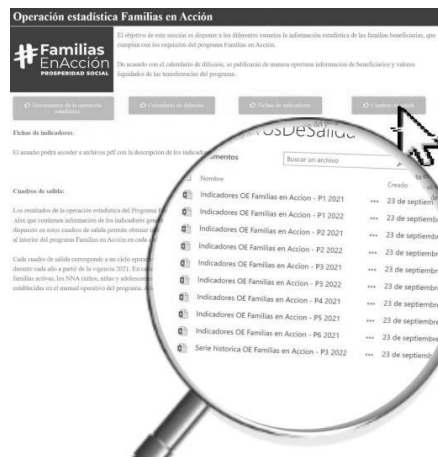 Operación estadística Familias en Acción
#Familias
EnAcción
PROSPERIDAD SOCIAL
El objetivo de esta sección es disponer a los diferentes usuarios la información estadística de las familias beneficiarias, que
cumplan con los requisitos del programa Familias en Acción.
De acuerdo con el calendario de difusión, se publicarán de manera oportuna información de beneficiarios y valores
liquidados de las transferencias del programa.
Documentos de la operación
estadística
Calendario de difusión
Fichas de indicadores
Cuadros de salida
Fichas de indicadores:
El usuario podrá acceder a archivos pdf con la descripción de los indicadores
Cuadros de salida:
Los resultados de la operación estadística del Programa
.xlsx que contienen información de los indicadores
dispuesto en estos cuadros de salida permite obtener
al interior del programa Familias en Acción en cada
Cada cuadro de salida corresponde a un ciclo operativo
durante cada año a partir de la vigencia 2021. En cada
familias activas, los NNA (niños, niñas y adolescentes
establecidas en el manual operativo del programa.
osDeSalida
Buscar un archivo
Nombre
Creado
Indicadores OE Familias en Accion - P1 2021 ... 23 de septiem
Indicadores OE Familias en Accion - P1 2022 ... 23 de septiembre
Indicadores OE Familias en Accion - P2 2021 ... 23 de septiembre
Indicadores OE Familias en Accion - P2 2022 ... 23 de septiembre
Indicadores OE Familias en Accion - P3 2021 ... 23 de septiembre
Indicadores OE Familias en Accion - P3 2022 ... 23 de septiembre
Indicadores OE Familias en Accion - P4 2021 ... 23 de septiembre
Indicadores OE Familias en Accion - P5 2021 ... 23 de septiembre
Indicadores OE Familias en Accion - P6 2021 ... 23 de septiembre
Serie historica OE Familias en Accion - P3 2022 ... 23 de septiemb